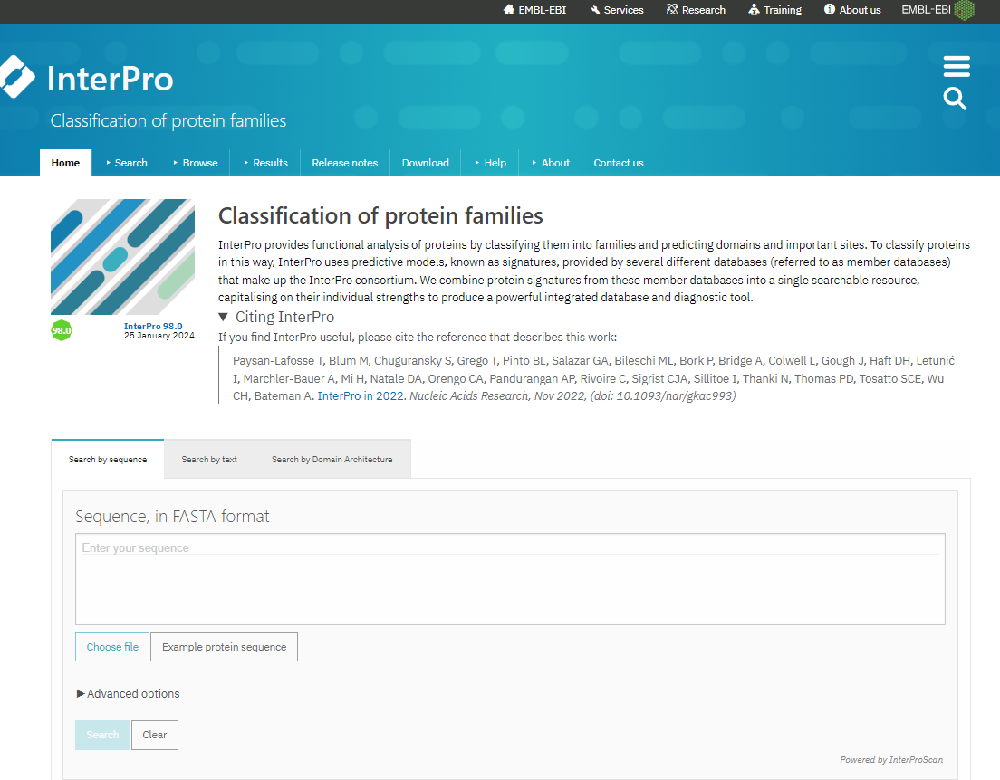 EMBL-EBI Services Research Training About us EMBL-EBI
InterPro
Classification of protein families
Home Search Browse Results Release notes Download Help About Contact us
Classification of protein families
InterPro provides functional analysis of proteins by classifying them into families and predicting domains and important sites. To classify proteins
in this way, InterPro uses predictive models, known as signatures, provided by several different databases (referred to as member databases)
that make up the InterPro consortium. We combine protein signatures from these member databases into a single searchable resource,
capitalising on their individual strengths to produce a powerful integrated database and diagnostic tool.
98.0
InterPro 98.0
25 January 2024
▼ Citing InterPro
If you find InterPro useful, please cite the reference that describes this work:
Paysan-Lafosse T, Blum M, Chuguransky S, Grego T, Pinto BL, Salazar GA, Bileschi ML, Bork P, Bridge A, Colwell L, Gough J, Haft DH, Letunić
I, Marchler-Bauer A, Mi H, Natale DA, Orengo CA, Pandurangan AP, Rivoire C, Sigrist CJA, Sillitoe I, Thanki N, Thomas PD, Tosatto SCE, Wu
CH, Bateman A. InterPro in 2022. Nucleic Acids Research, Nov 2022, (doi: 10.1093/nar/gkac993)
Search by sequence Search by text Search by Domain Architecture
Sequence, in FASTA format
Enter your sequence
Choose file Example protein sequence
▶ Advanced options
Search Clear
Powered by InterProScan